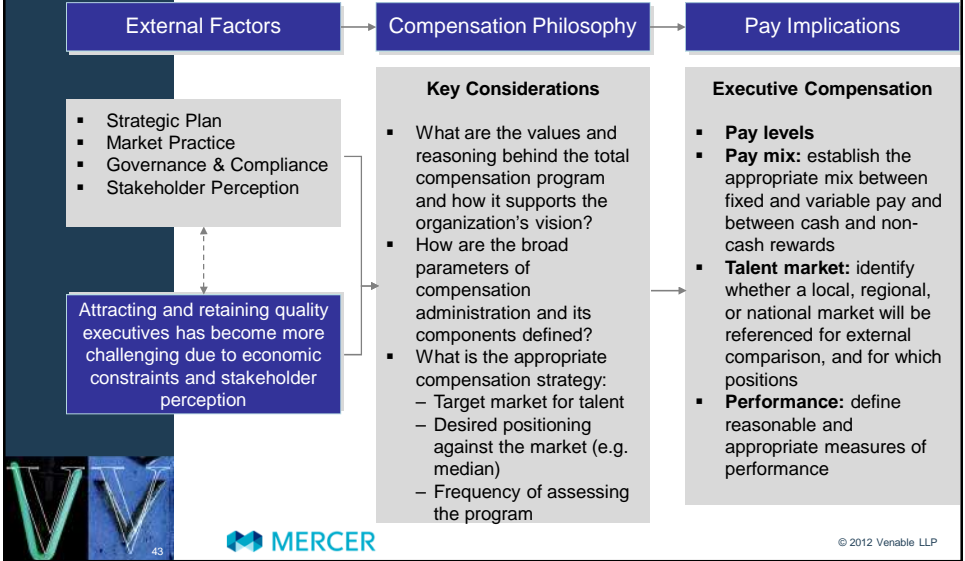 External Factors
Compensation Philosophy
Pay Implications
▪ Strategic Plan
▪ Market Practice
▪ Governance & Compliance
▪ Stakeholder Perception
Attracting and retaining quality
executives has become more
challenging due to economic
constraints and stakeholder
perception
Key Considerations
▪ What are the values and
reasoning behind the total
compensation program
and how it supports the
organization’s vision?
▪ How are the broad
parameters of
compensation
administration and its
components defined?
▪ What is the appropriate
compensation strategy:
– Target market for talent
– Desired positioning
against the market (e.g.
median)
– Frequency of assessing
the program
Executive Compensation
▪ Pay levels
▪ Pay mix: establish the
appropriate mix between
fixed and variable pay and
between cash and non-
cash rewards
▪ Talent market: identify
whether a local, regional,
or national market will be
referenced for external
comparison, and for which
positions
▪ Performance: define
reasonable and
appropriate measures of
performance
V V
43
MERCER
© 2012 Venable LLP